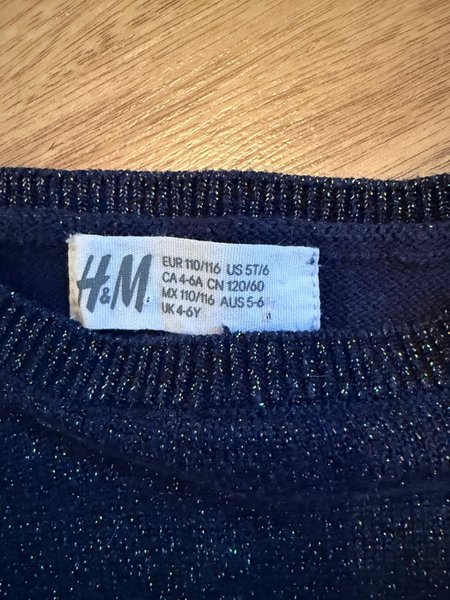 H&M
EUR 110/116 US 5T/6
CA 4-6A CN 120/60
MX 110/116 AUS 5-6
UK 4-6Y